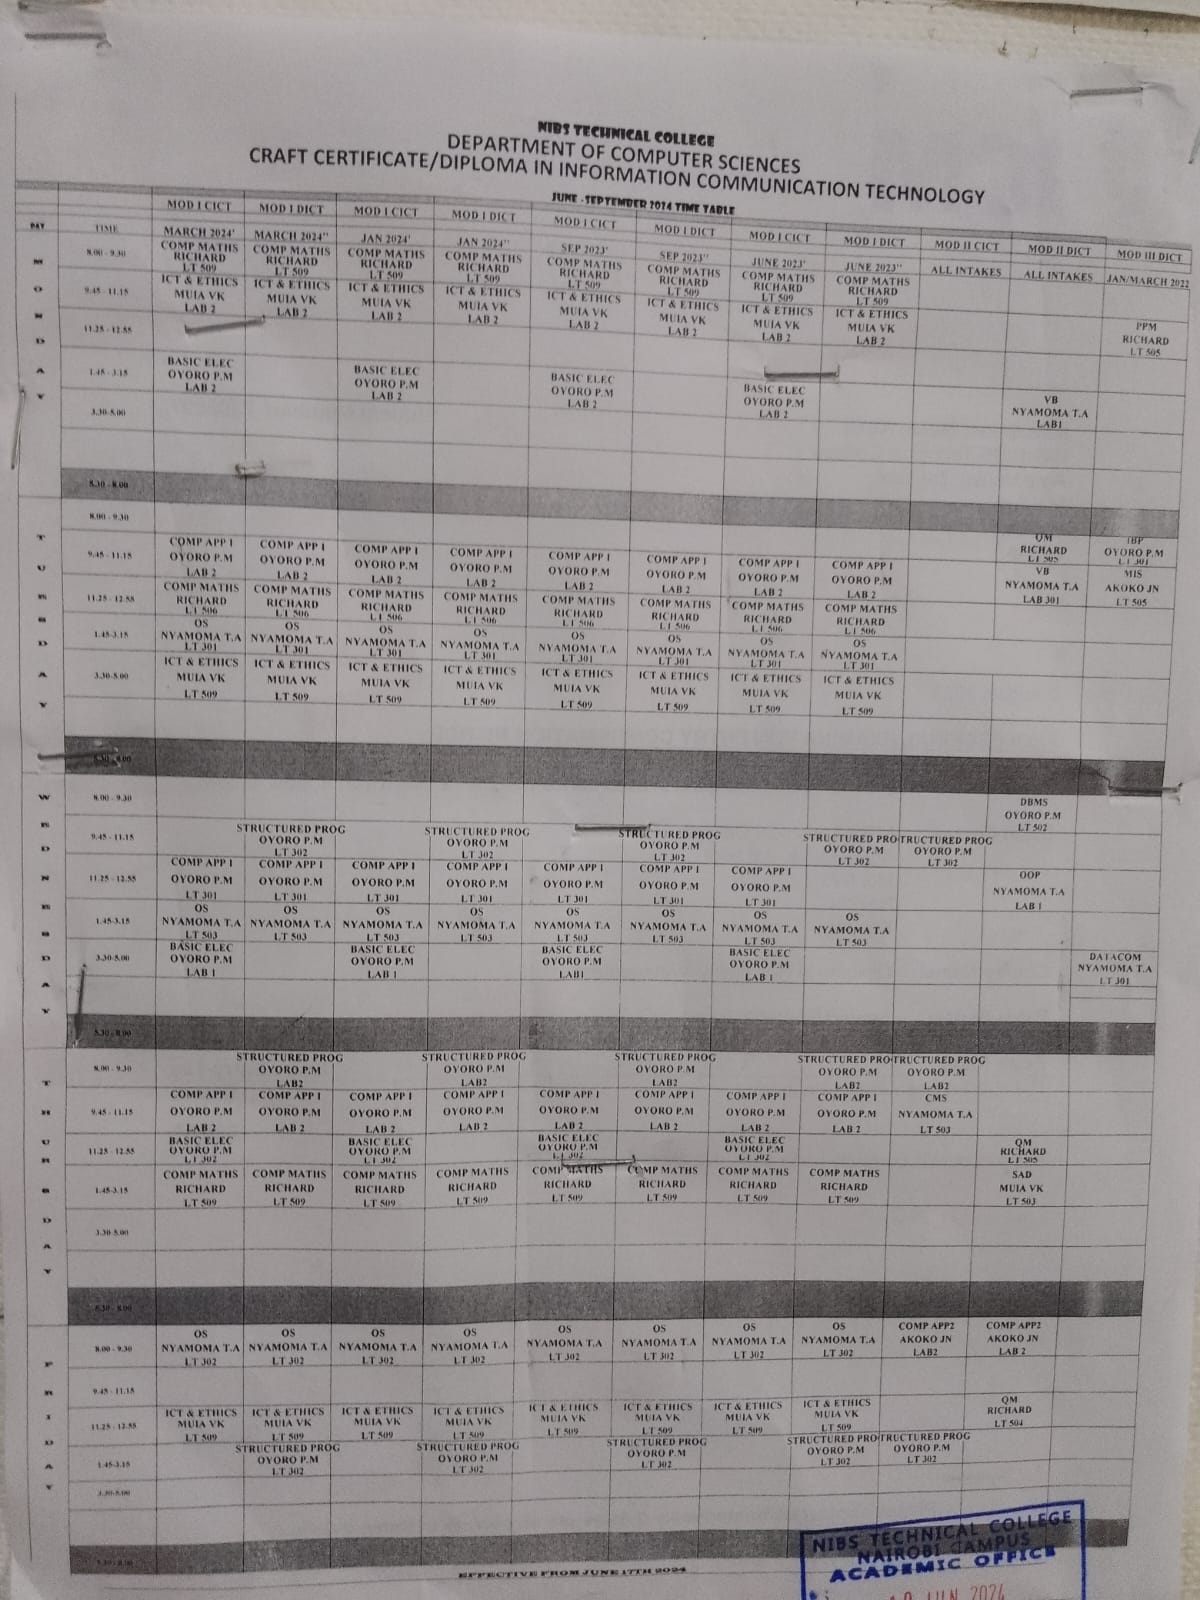 NIBS TECHNICAL COLLEGE
DEPARTMENT OF COMPUTER SCIENCES
CRAFT CERTIFICATE/DIPLOMA IN INFORMATION COMMUNICATION TECHNOLOGY
JUNE - SEPTEMBER 2024 TIME TABLE
MOD I CICT MOD I DICT MOD I CICT MOD I DICT MOD I CICT MOD I DICT MOD I CICT MOD I DICT MOD II CICT MOD II DICT MOD III DICT
DAY TIME MARCH 2024' MARCH 2024" JAN 2024' JAN 2024" SEP 2023' SEP 2023" JUNE 2023' JUNE 2023" ALL INTAKES ALL INTAKES JAN/MARCH 2022
MONDAY
8.00 - 9.30 COMP MATHS COMP MATHS COMP MATHS COMP MATHS COMP MATHS COMP MATHS COMP MATHS COMP MATHS
RICHARD RICHARD RICHARD RICHARD RICHARD RICHARD RICHARD RICHARD
LT 509 LT 509 LT 509 LT 509 LT 509 LT 509 LT 509 LT 509
9.45 - 11.15 ICT & ETHICS ICT & ETHICS ICT & ETHICS ICT & ETHICS ICT & ETHICS ICT & ETHICS ICT & ETHICS ICT & ETHICS
MUIA VK MUIA VK MUIA VK MUIA VK MUIA VK MUIA VK MUIA VK MUIA VK
LAB 2 LAB 2 LAB 2 LAB 2 LAB 2 LAB 2 LAB 2 LAB 2
11.25 - 12.55 PPM
RICHARD
LT 505
1.45 - 3.15 BASIC ELEC BASIC ELEC BASIC ELEC BASIC ELEC
OYORO P.M OYORO P.M OYORO P.M OYORO P.M
LAB 2 LAB 2 LAB 2 LAB 2
3.30-5.00 VB
NYAMOMA T.A
LAB1
5.30 - 8.00
TUESDAY
8.00 - 9.30 QM IBP
RICHARD OYORO P.M
LT 505 LT 301
9.45 - 11.15 COMP APP I COMP APP I COMP APP I COMP APP I COMP APP I COMP APP I COMP APP I COMP APP I VB MIS
OYORO P.M OYORO P.M OYORO P.M OYORO P.M OYORO P.M OYORO P.M OYORO P.M OYORO P.M NYAMOMA T.A AKOKO JN
LAB 2 LAB 2 LAB 2 LAB 2 LAB 2 LAB 2 LAB 2 LAB 2 LAB 301 LT 505
11.25 - 12.55 COMP MATHS COMP MATHS COMP MATHS COMP MATHS COMP MATHS COMP MATHS COMP MATHS COMP MATHS
RICHARD RICHARD RICHARD RICHARD RICHARD RICHARD RICHARD RICHARD
LT 506 LT 506 LT 506 LT 506 LT 506 LT 506 LT 506 LT 506
1.45-3.15 OS OS OS OS OS OS OS OS
NYAMOMA T.A NYAMOMA T.A NYAMOMA T.A NYAMOMA T.A NYAMOMA T.A NYAMOMA T.A NYAMOMA T.A NYAMOMA T.A
LT 301 LT 301 LT 301 LT 301 LT 301 LT 301 LT 301 LT 301
3.30-5.00 ICT & ETHICS ICT & ETHICS ICT & ETHICS ICT & ETHICS ICT & ETHICS ICT & ETHICS ICT & ETHICS ICT & ETHICS
MUIA VK MUIA VK MUIA VK MUIA VK MUIA VK MUIA VK MUIA VK MUIA VK
LT 509 LT 509 LT 509 LT 509 LT 509 LT 509 LT 509 LT 509
5.30 - 8.00
WEDNESDAY
8.00 - 9.30 DBMS
OYORO P.M
LT 502
9.45 - 11.15 STRUCTURED PROG STRUCTURED PROG STRUCTURED PROG STRUCTURED PRO TRUCTURED PROG
OYORO P.M OYORO P.M OYORO P.M OYORO P.M OYORO P.M
LT 302 LT 302 LT 302 LT 302 LT 302
11.25 - 12.55 COMP APP I COMP APP I COMP APP I COMP APP I COMP APP I COMP APP I COMP APP I OOP
OYORO P.M OYORO P.M OYORO P.M OYORO P.M OYORO P.M OYORO P.M OYORO P.M NYAMOMA T.A
LT 301 LT 301 LT 301 LT 301 LT 301 LT 301 LT 301 LAB 1
1.45-3.15 OS OS OS OS OS OS OS OS
NYAMOMA T.A NYAMOMA T.A NYAMOMA T.A NYAMOMA T.A NYAMOMA T.A NYAMOMA T.A NYAMOMA T.A NYAMOMA T.A
LT 503 LT 503 LT 503 LT 503 LT 503 LT 503 LT 503 LT 503
3.30-5.00 BASIC ELEC BASIC ELEC BASIC ELEC BASIC ELEC DATACOM
OYORO P.M OYORO P.M OYORO P.M OYORO P.M NYAMOMA T.A
LAB 1 LAB 1 LAB1 LAB 1 LT 301
5.30 - 8.00
THURSDAY
8.00 - 9.30 STRUCTURED PROG STRUCTURED PROG STRUCTURED PROG STRUCTURED PRO TRUCTURED PROG
OYORO P.M OYORO P.M OYORO P.M OYORO P.M OYORO P.M
LAB2 LAB2 LAB2 LAB2 LAB2
9.45 - 11.15 COMP APP I COMP APP I COMP APP I COMP APP I COMP APP I COMP APP I COMP APP I COMP APP I CMS
OYORO P.M OYORO P.M OYORO P.M OYORO P.M OYORO P.M OYORO P.M OYORO P.M OYORO P.M NYAMOMA T.A
LAB 2 LAB 2 LAB 2 LAB 2 LAB 2 LAB 2 LAB 2 LAB 2 LT 503
11.25 - 12.55 BASIC ELEC BASIC ELEC BASIC ELEC BASIC ELEC QM
OYORO P.M OYORO P.M OYORO P.M OYORO P.M RICHARD
LT 302 LT 302 LT 302 LT 302 LT 505
1.45-3.15 COMP MATHS COMP MATHS COMP MATHS COMP MATHS COMP MATHS COMP MATHS COMP MATHS COMP MATHS SAD
RICHARD RICHARD RICHARD RICHARD RICHARD RICHARD RICHARD RICHARD MUIA VK
LT 509 LT 509 LT 509 LT 509 LT 509 LT 509 LT 509 LT 509 LT 503
3.30-5.00
5.30 - 8.00
FRIDAY
8.00 - 9.30 OS OS OS OS OS OS OS OS COMP APP2 COMP APP2
NYAMOMA T.A NYAMOMA T.A NYAMOMA T.A NYAMOMA T.A NYAMOMA T.A NYAMOMA T.A NYAMOMA T.A NYAMOMA T.A AKOKO JN AKOKO JN
LT 302 LT 302 LT 302 LT 302 LT 302 LT 302 LT 302 LT 302 LAB2 LAB 2
9.45 - 11.15
11.25 - 12.55 ICT & ETHICS ICT & ETHICS ICT & ETHICS ICT & ETHICS ICT & ETHICS ICT & ETHICS ICT & ETHICS ICT & ETHICS QM
MUIA VK MUIA VK MUIA VK MUIA VK MUIA VK MUIA VK MUIA VK MUIA VK RICHARD
LT 509 LT 509 LT 509 LT 509 LT 509 LT 509 LT 509 LT 509 LT 504
1.45-3.15 STRUCTURED PROG STRUCTURED PROG STRUCTURED PROG STRUCTURED PRO TRUCTURED PROG
OYORO P.M OYORO P.M OYORO P.M OYORO P.M OYORO P.M
LT 302 LT 302 LT 302 LT 302 LT 302
3.30-5.00
5.30 - 8.00
EFFECTIVE FROM JUNE 17TH 2024
NIBS TECHNICAL COLLEGE
NAIROBI CAMPUS
ACADEMIC OFFICE
JUN 2024